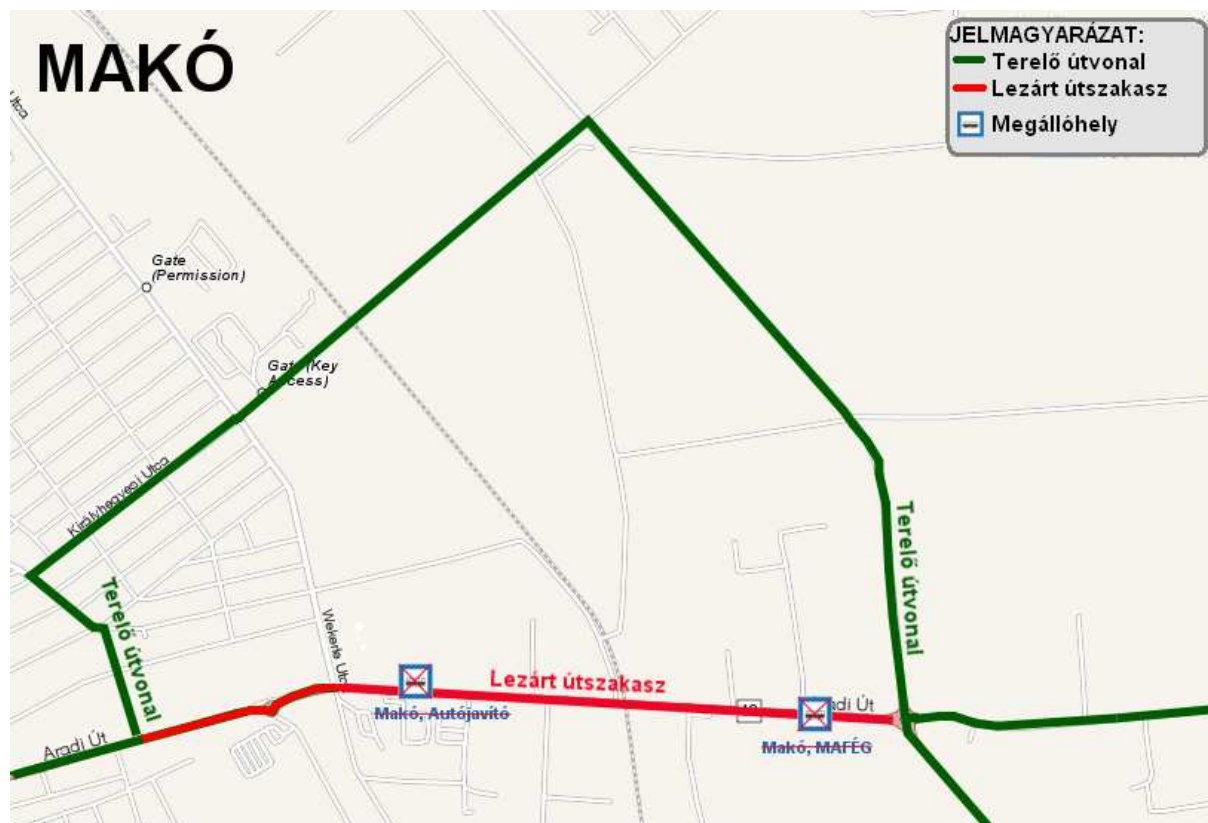 MAKÓ
JELMAGYARÁZAT:
Terelő útvonal
Lezárt útszakasz
Megállóhely
Utca
Gate
(Permission)
Gate (Key
Access)
Királyhegyesi Utca
Terelő útvonal
Terelő útvonal
Wekerle Utca
Lezárt útszakasz
Makó, Autójavító
Aradi Út
Aradi Út
Makó, MAFÉG